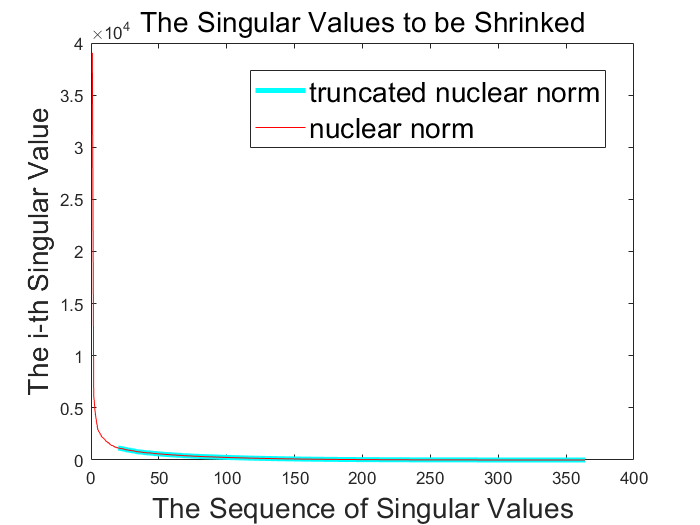 The Singular Values to be Shrinked
×10⁴
4
3.5
3
2.5
2
1.5
1
0.5
0
The i-th Singular Value
truncated nuclear norm
nuclear norm
0 50 100 150 200 250 300 350 400
The Sequence of Singular Values